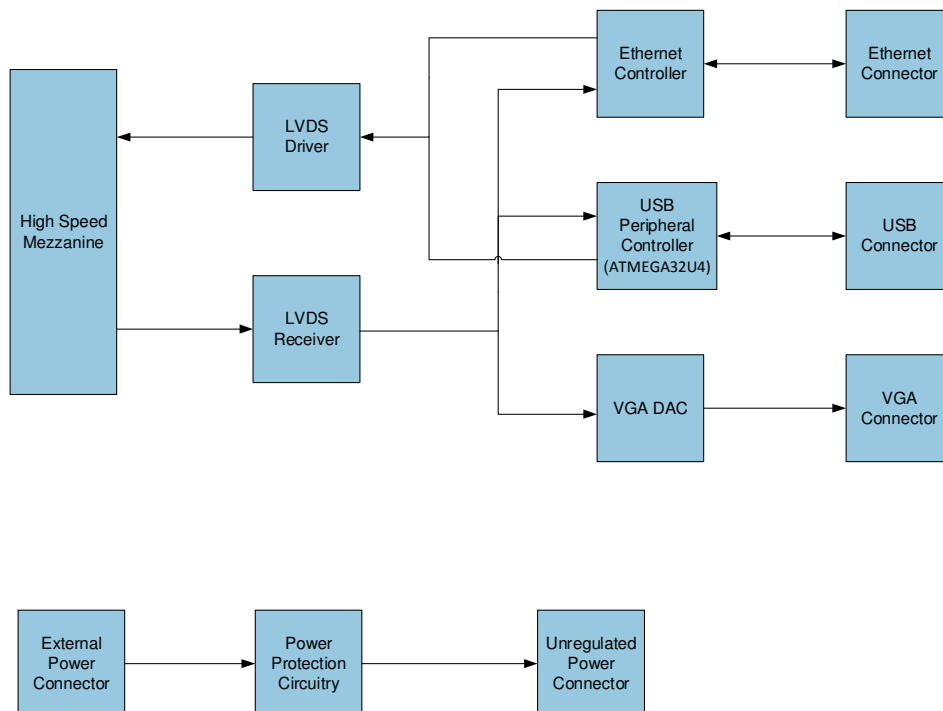 Ethernet
Controller
Ethernet
Connector
LVDS
Driver
High Speed
Mezzanine
USB
Peripheral
Controller
(ATMEGA32U4)
USB
Connector
LVDS
Receiver
VGA DAC
VGA
Connector
External
Power
Connector
Power
Protection
Circuitry
Unregulated
Power
Connector